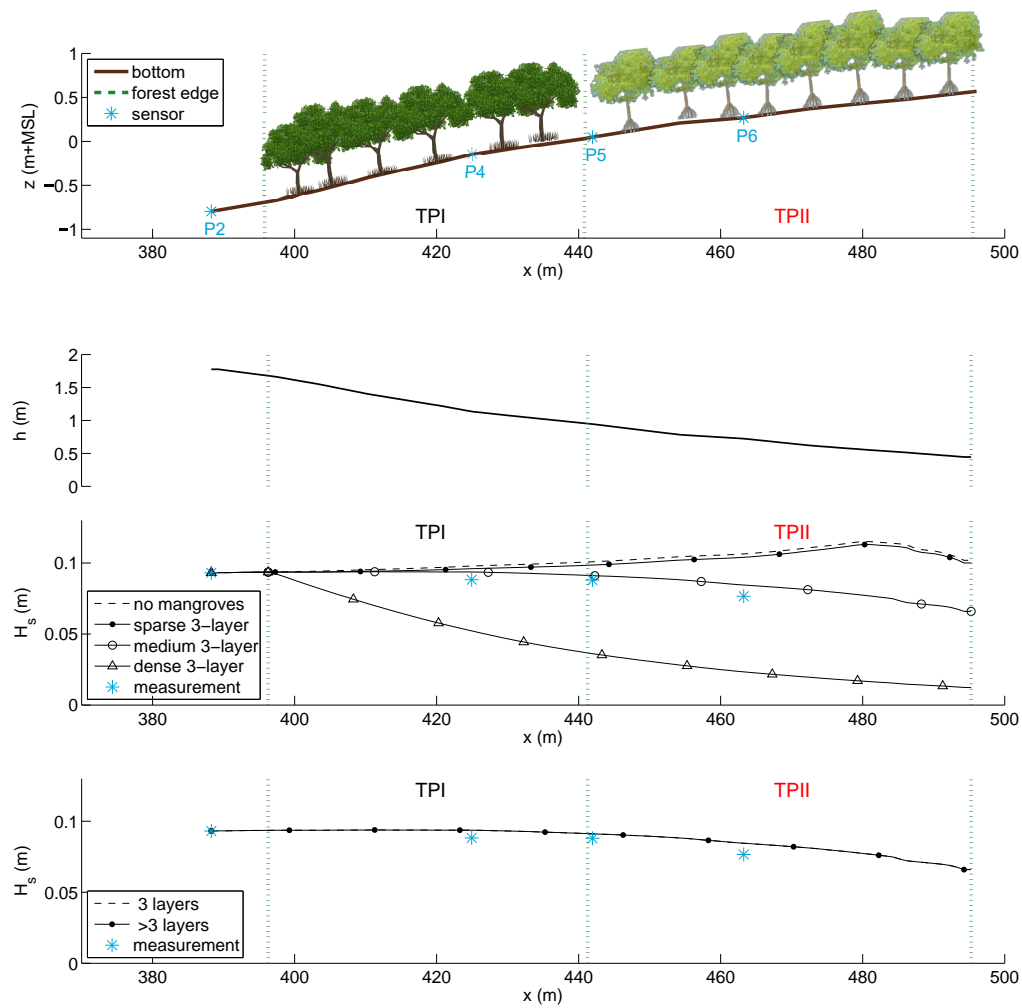 1
0.5
0
−0.5
−1
z (m+MSL)
bottom
forest edge
sensor
P2
P4
P5
P6
TPI
TPII
380
400
420
440
460
480
500
x (m)
2
1.5
1
0.5
0
h (m)
0.1
0.05
0
H_s (m)
TPI
TPII
no mangroves
sparse 3−layer
medium 3−layer
dense 3−layer
measurement
380
400
420
440
460
480
500
x (m)
0.1
0.05
0
H_s (m)
TPI
TPII
3 layers
>3 layers
measurement
380
400
420
440
460
480
500
x (m)